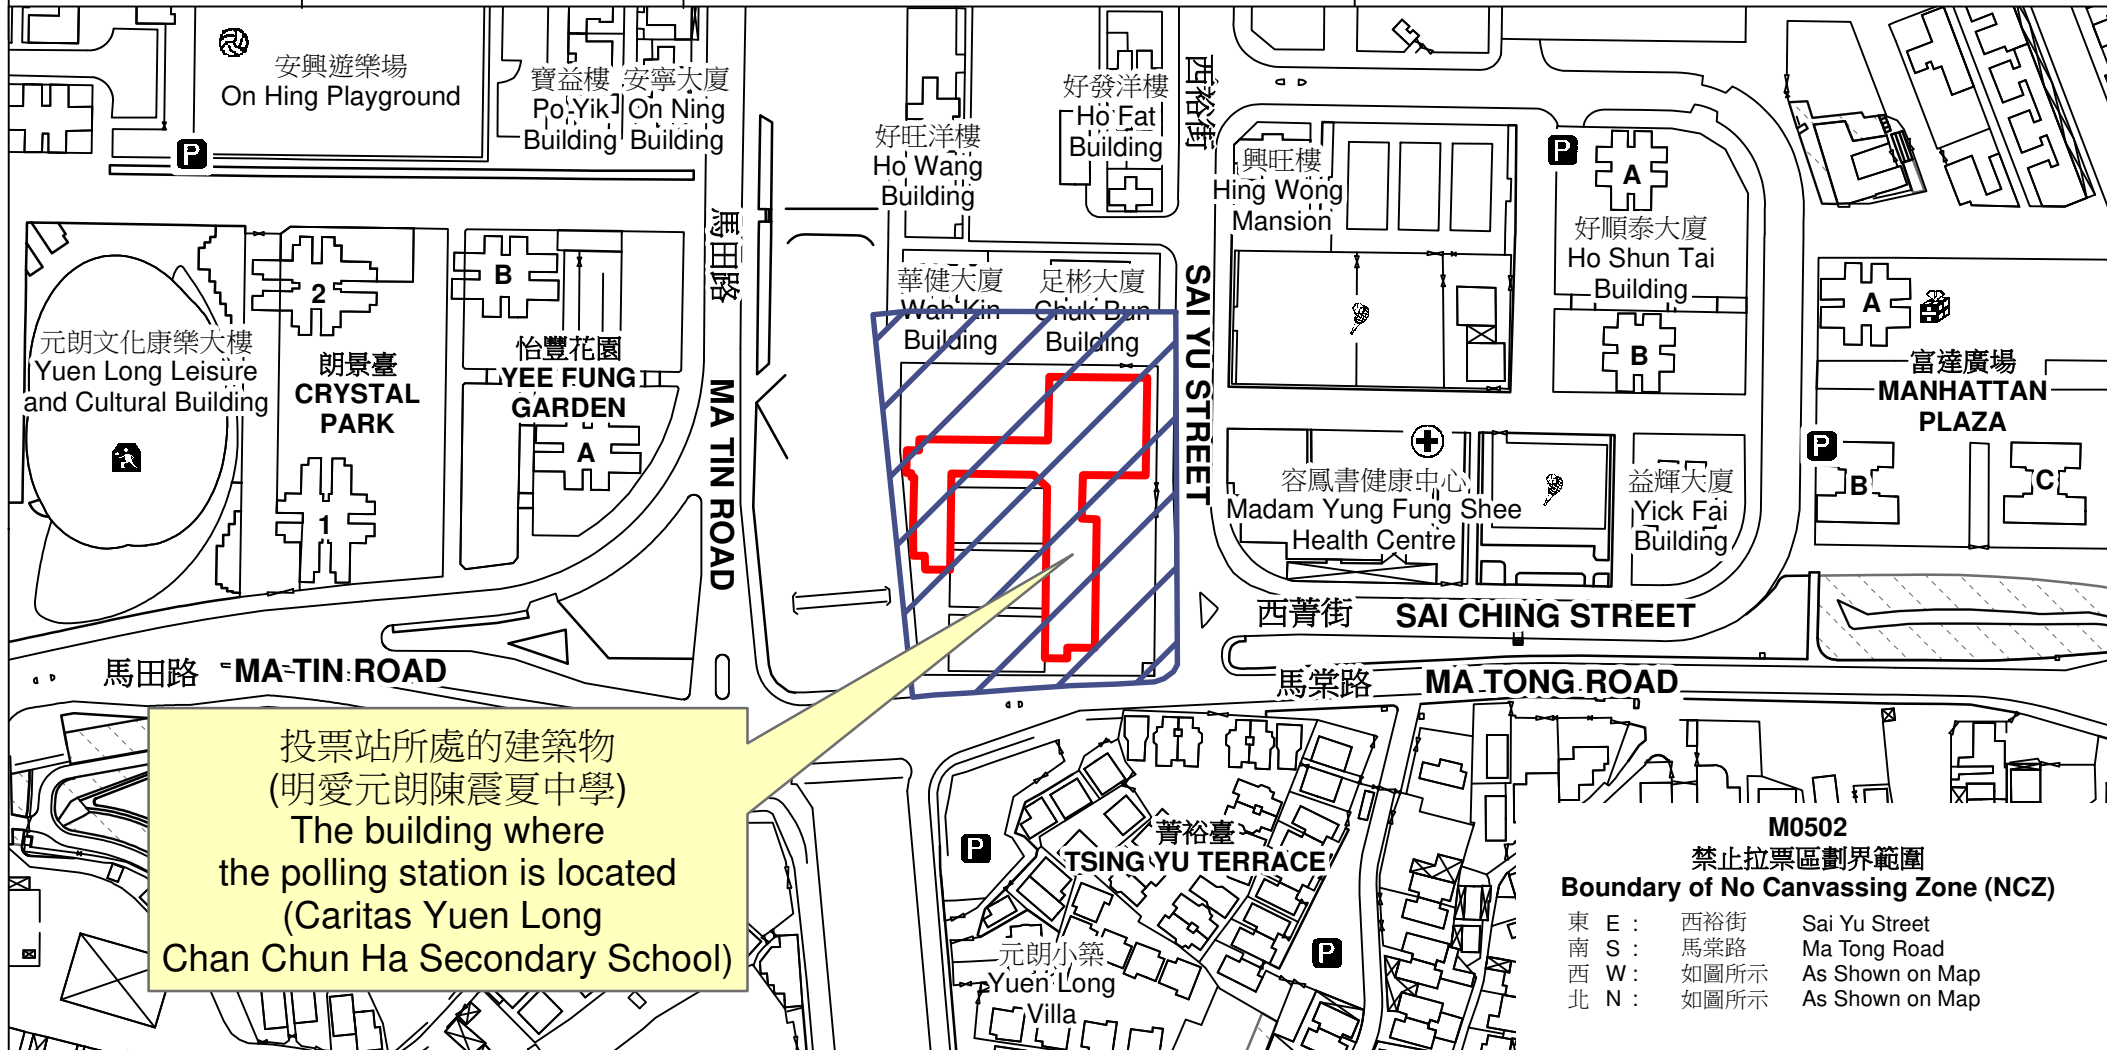 安興遊樂場
On Hing Playground
寶益樓
Po Yik
Building
安寧大廈
On Ning
Building
好旺洋樓
Ho Wang
Building
好發洋樓
Ho Fat
Building
西裕街
SAI YU STREET
興旺樓
Hing Wong
Mansion
P
P
A
好順泰大廈
Ho Shun Tai
Building
B
馬田路
MA TIN ROAD
元朗文化康樂大樓
Yuen Long Leisure
and Cultural Building
2
朗景臺
CRYSTAL
PARK
1
B
怡豐花園
YEE FUNG
GARDEN
A
華健大廈
Wah Kin
Building
足彬大廈
Chuk Bun
Building
A
富達廣場
MANHATTAN
PLAZA
P
B
C
容鳳書健康中心
Madam Yung Fung Shee
Health Centre
益輝大廈
Yick Fai
Building
西菁街 SAI CHING STREET
馬田路 MA TIN ROAD
馬棠路 MA TONG ROAD
投票站所處的建築物
(明愛元朗陳震夏中學)
The building where
the polling station is located
(Caritas Yuen Long
Chan Chun Ha Secondary School)
P
菁裕臺
TSING YU TERRACE
P
元朗小築
Yuen Long
Villa
M0502
禁止拉票區劃界範圍
Boundary of No Canvassing Zone (NCZ)
東 E : 西裕街 Sai Yu Street
南 S : 馬棠路 Ma Tong Road
西 W : 如圖所示 As Shown on Map
北 N : 如圖所示 As Shown on Map